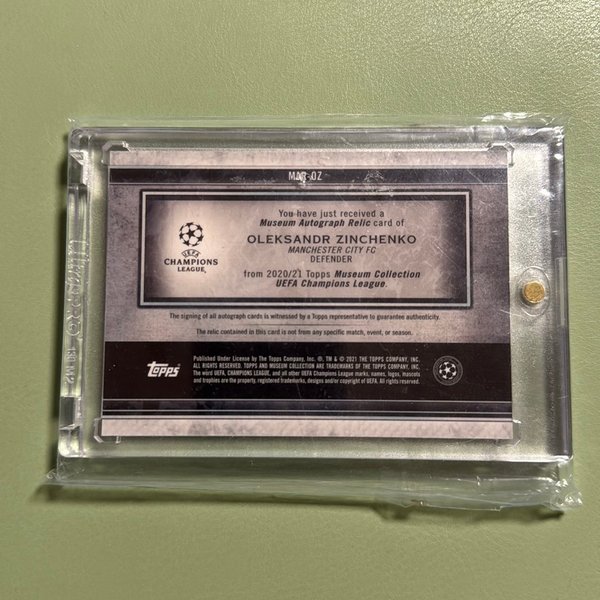 MAR-OZ
You have just received a
Museum Autograph Relic card of
OLEKSANDR ZINCHENKO
MANCHESTER CITY FC
DEFENDER
from 2020/21 Topps Museum Collection
UEFA Champions League.
UEFA
CHAMPIONS
LEAGUE
The signing of all autograph cards is witnessed by a Topps representative to guarantee authenticity.
The relic contained in this card is not from any specific match, event, or season.
Topps
Published Under License by The Topps Company, Inc. ®, TM & © 2021 THE TOPPS COMPANY, INC.
ALL RIGHTS RESERVED. TOPPS AND MUSEUM COLLECTION ARE TRADEMARKS OF THE TOPPS COMPANY, INC.
The word UEFA, CHAMPIONS LEAGUE, and all other UEFA Champions League marks, names, logos, mascots
and trophies are the property, registered trademarks, designs and/or copyright of UEFA. All rights reserved.
Ultra PRO